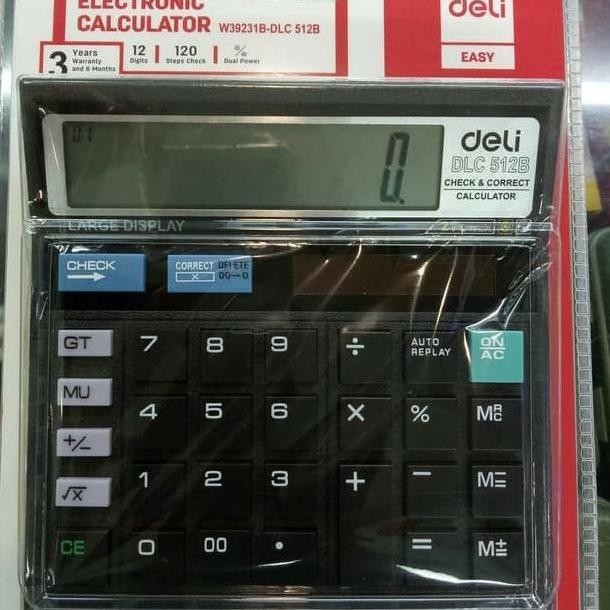 ELECTRONIC
CALCULATOR W39231B-DLC 512B
3 Years Warranty and 6 Months
12 Digits
120 Steps Check
% Dual Power
deli
EASY
01
0.
deli
DLC 512B
CHECK & CORRECT
CALCULATOR
LARGE DISPLAY
CHECK →
CORRECT X DELETE 00→0
GT 7 8 9 ÷ AUTO REPLAY ON/AC
MU 4 5 6 × % MRC
+/− 1 2 3 + − M=
√x
CE 0 00 . = M±